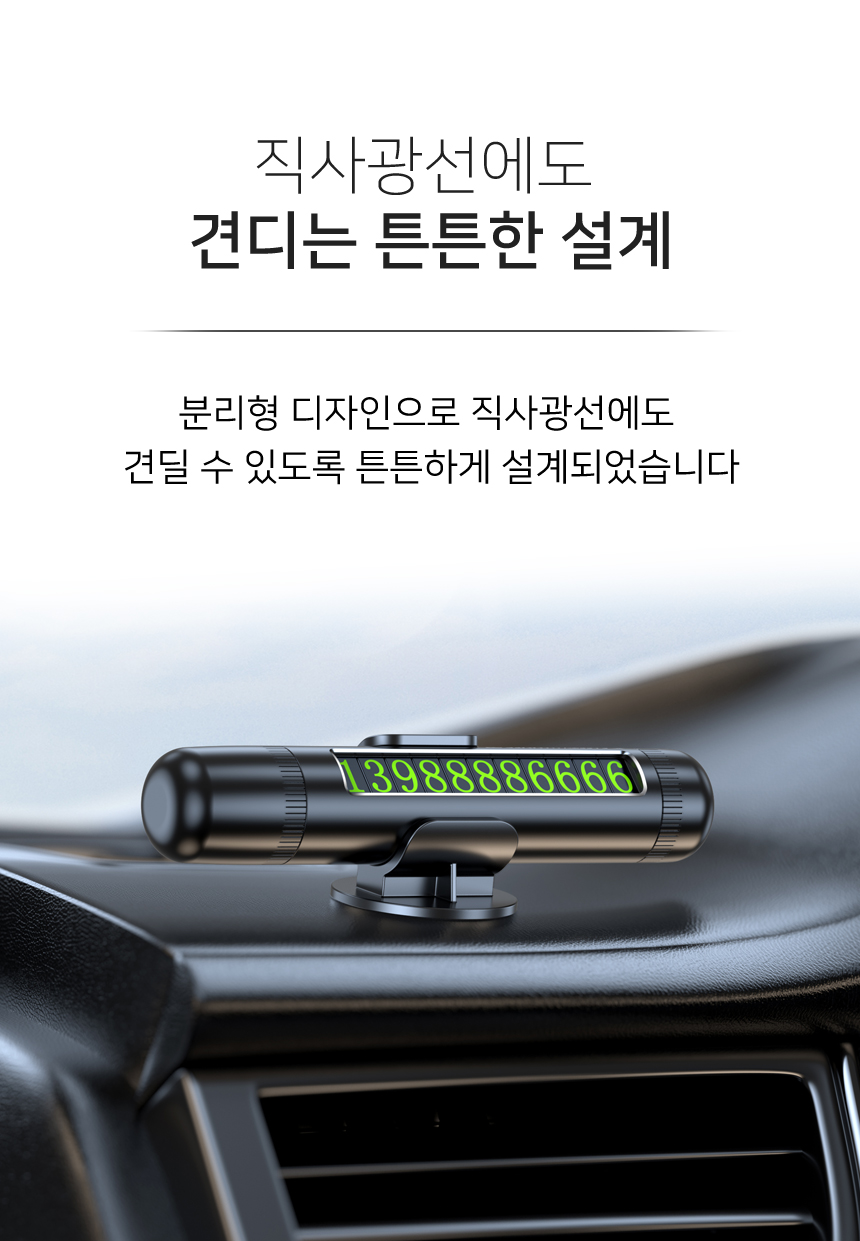 직사광선에도
견디는 튼튼한 설계
분리형 디자인으로 직사광선에도
견딜 수 있도록 튼튼하게 설계되었습니다
13988886666